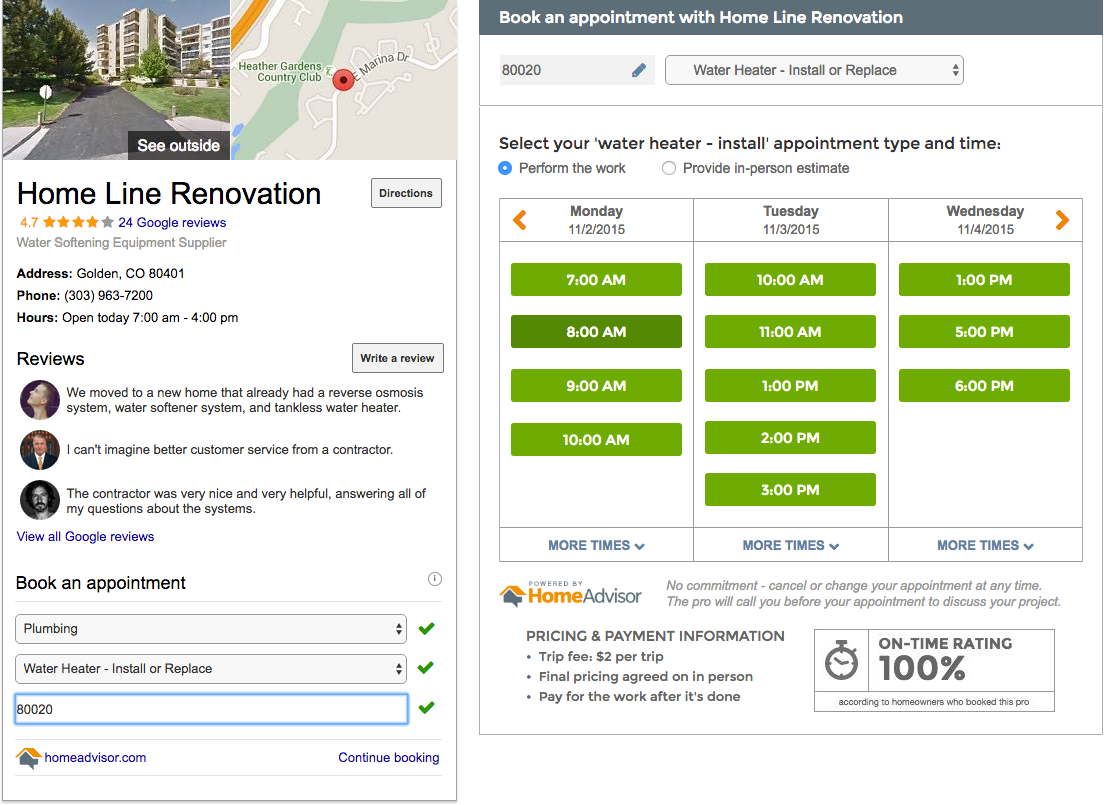 Heather Gardens
Country Club
E Marina Dr
See outside
Home Line Renovation
Directions
4.7 24 Google reviews
Water Softening Equipment Supplier
Address: Golden, CO 80401
Phone: (303) 963-7200
Hours: Open today 7:00 am - 4:00 pm
Reviews
Write a review
We moved to a new home that already had a reverse osmosis
system, water softener system, and tankless water heater.
I can't imagine better customer service from a contractor.
The contractor was very nice and very helpful, answering all of
my questions about the systems.
View all Google reviews
Book an appointment
Plumbing
Water Heater - Install or Replace
80020
homeadvisor.com Continue booking
Book an appointment with Home Line Renovation
80020 Water Heater - Install or Replace
Select your 'water heater - install' appointment type and time:
Perform the work Provide in-person estimate
Monday Tuesday Wednesday
11/2/2015 11/3/2015 11/4/2015
7:00 AM 10:00 AM 1:00 PM
8:00 AM 11:00 AM 5:00 PM
9:00 AM 1:00 PM 6:00 PM
10:00 AM 2:00 PM
3:00 PM
MORE TIMES MORE TIMES MORE TIMES
POWERED BY
HomeAdvisor
No commitment - cancel or change your appointment at any time.
The pro will call you before your appointment to discuss your project.
PRICING & PAYMENT INFORMATION
• Trip fee: $2 per trip
• Final pricing agreed on in person
• Pay for the work after it's done
ON-TIME RATING
100%
according to homeowners who booked this pro